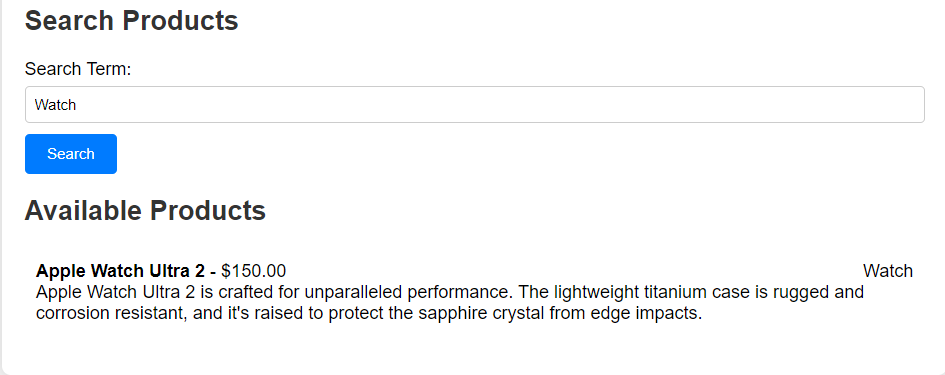 Search Products
Search Term:
Watch
Search
Available Products
Apple Watch Ultra 2 - $150.00 Watch
Apple Watch Ultra 2 is crafted for unparalleled performance. The lightweight titanium case is rugged and
corrosion resistant, and it's raised to protect the sapphire crystal from edge impacts.